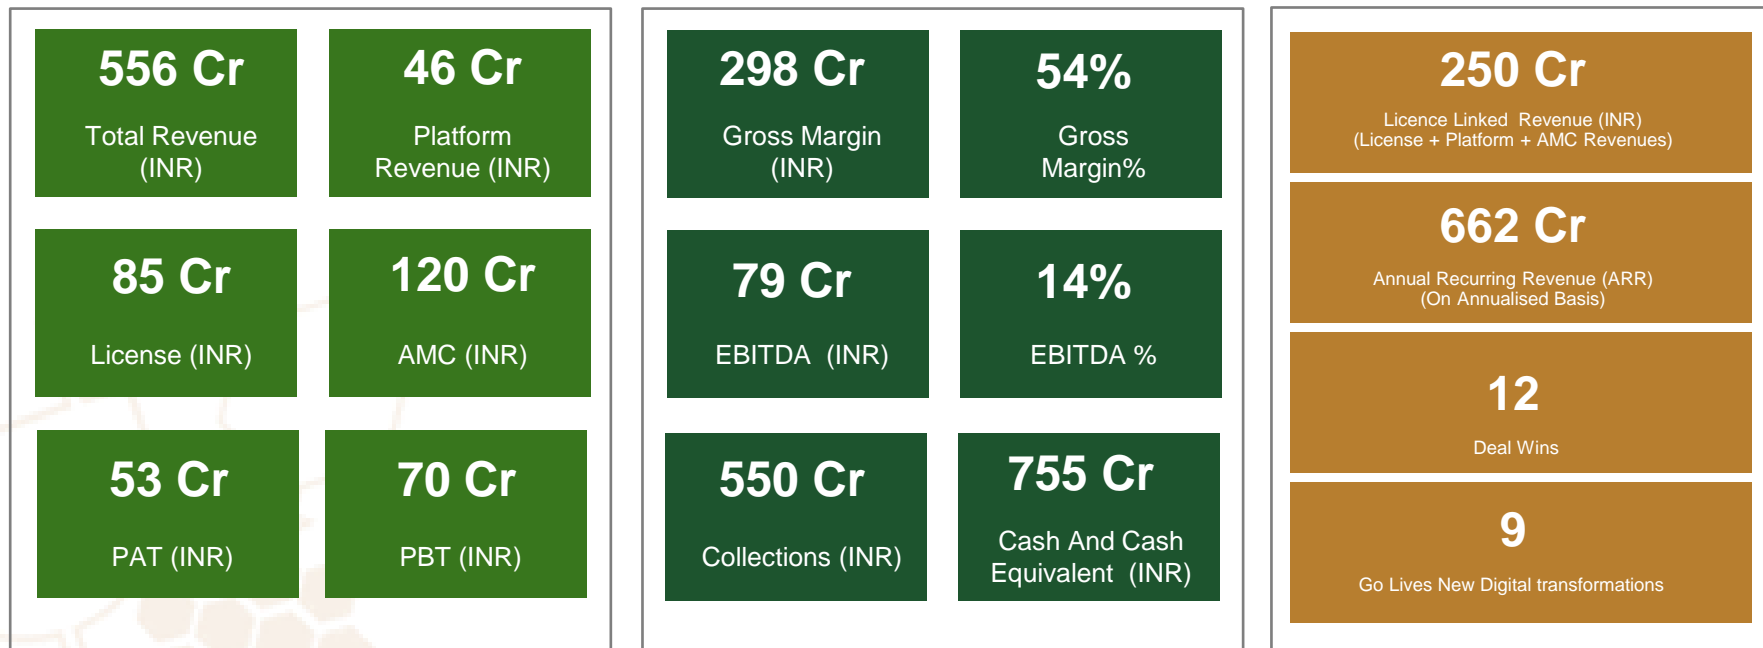 556 Cr
Total Revenue
(INR)
46 Cr
Platform
Revenue (INR)
85 Cr
License (INR)
120 Cr
AMC (INR)
53 Cr
PAT (INR)
70 Cr
PBT (INR)
298 Cr
Gross Margin
(INR)
54%
Gross
Margin%
79 Cr
EBITDA (INR)
14%
EBITDA %
550 Cr
Collections (INR)
755 Cr
Cash And Cash
Equivalent (INR)
250 Cr
Licence Linked Revenue (INR)
(License + Platform + AMC Revenues)
662 Cr
Annual Recurring Revenue (ARR)
(On Annualised Basis)
12
Deal Wins
9
Go Lives New Digital transformations